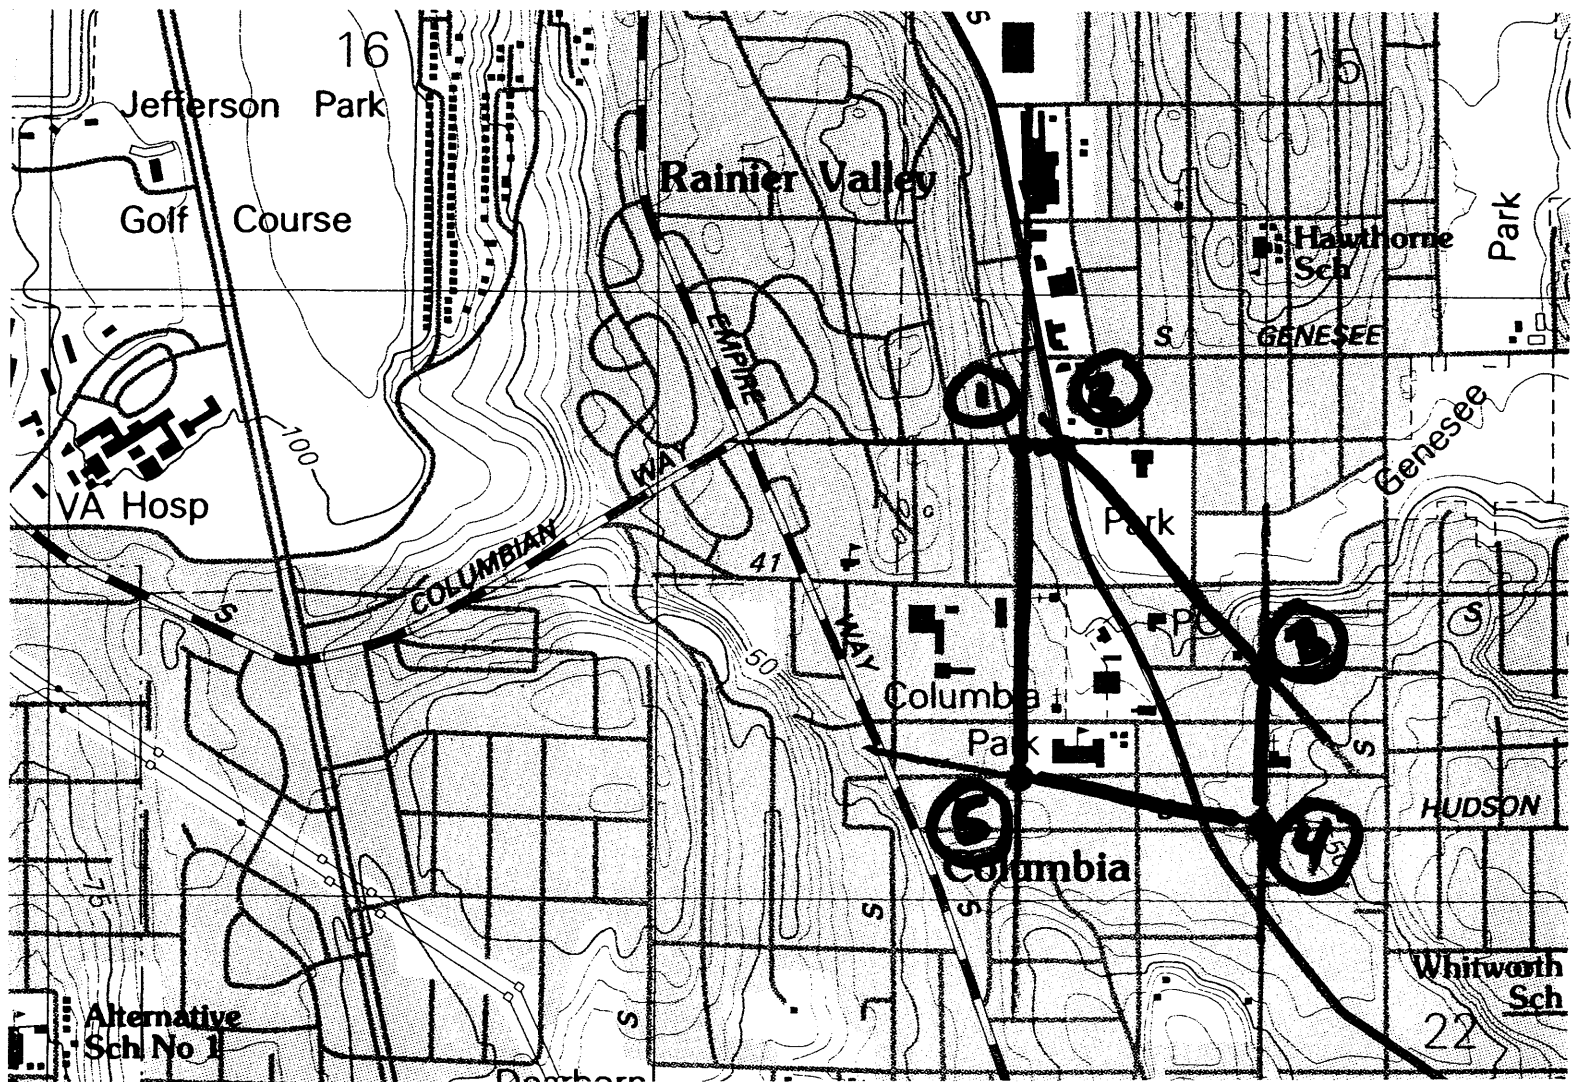 S
16
15
Jefferson Park
Rainier Valley
Golf Course
Park
Hawthorne
Sch
EMPIRE
S GENESEE
1
2
100
WAY
Genesee
VA Hosp
Park
COLUMBIAN
41
S
S
3
WAY
50
Columbia
Park
S
HUDSON
5
4
50
Columbia
75
S
S
Whitworth
Sch
Alternative
Sch No 1
S
22